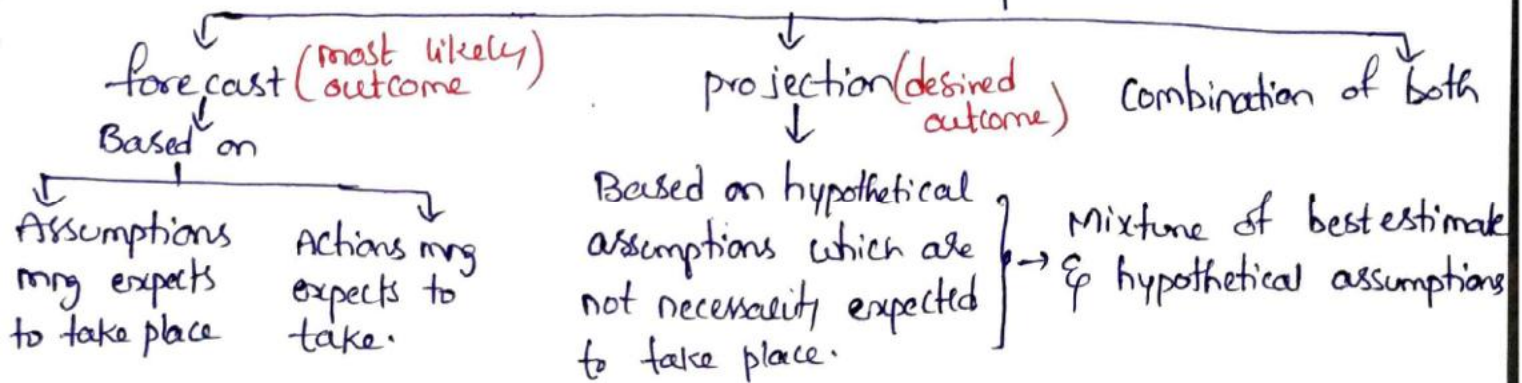 forecast (most likely outcome)
Based on
Assumptions
mng expects
to take place
Actions mng
expects to
take.
projection (desired outcome)
Based on hypothetical
assumptions which are
not necessarity expected
to take place.
Combination of both
→ Mixture of best estimate
& hypothetical assumptions